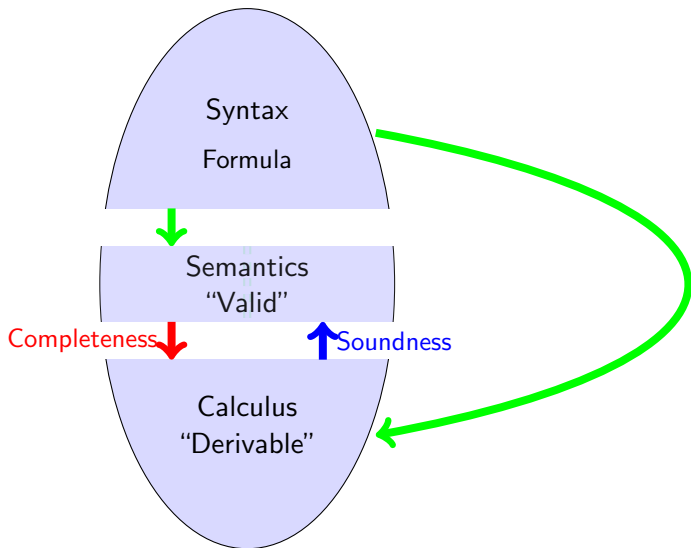 Syntax
Formula
Semantics
“Valid”
Completeness
Soundness
Calculus
“Derivable”